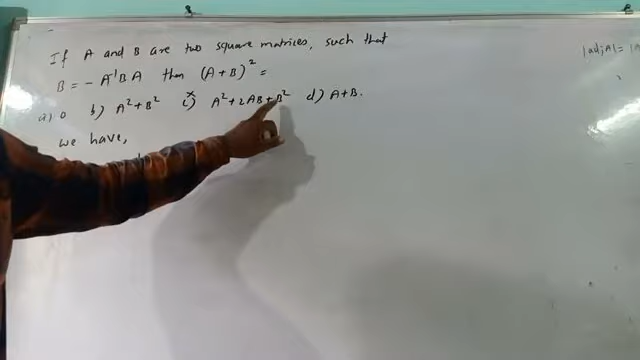 If A and B are two square matrices, such that
B = - A⁻¹BA then (A+B)² =
a) 0 b) A² + B² c) A² + 2AB + B² d) A+B.
we have,
|adjA| = |A